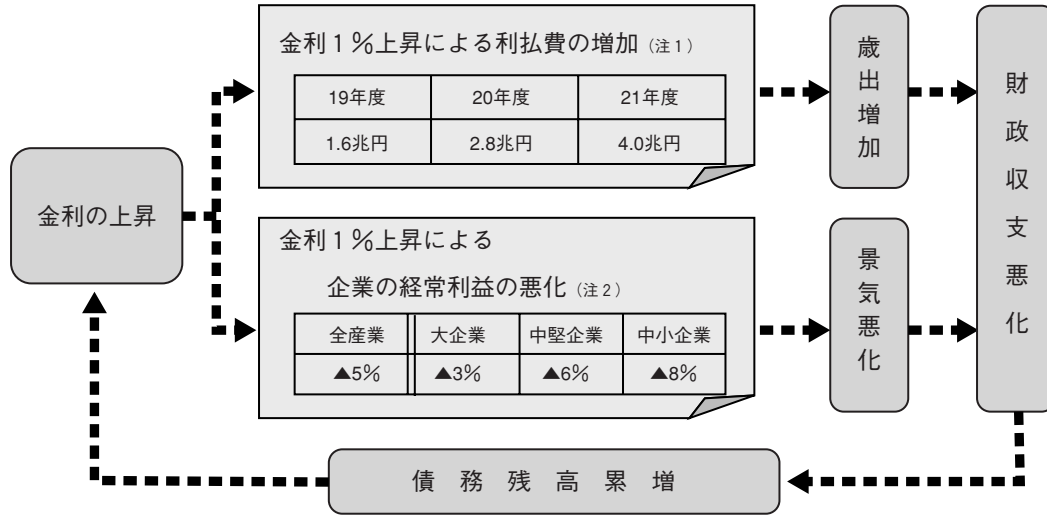 金利の上昇
金利1％上昇による利払費の増加（注1）
19年度 20年度 21年度
1.6兆円 2.8兆円 4.0兆円
歳出増加
金利1％上昇による
企業の経常利益の悪化（注2）
全産業 大企業 中堅企業 中小企業
▲5％ ▲3％ ▲6％ ▲8％
景気悪化
財政収支悪化
債務残高累増